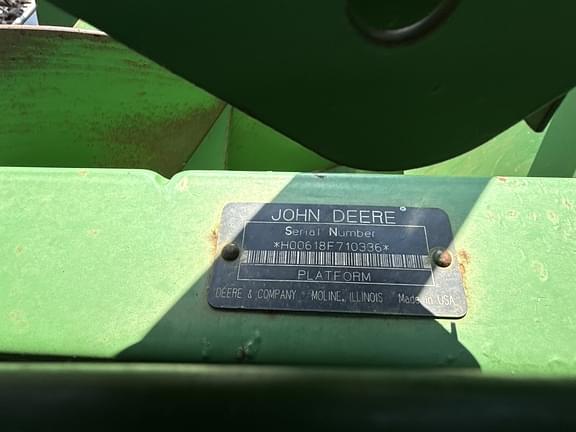 JOHN DEERE®
Serial Number
*H00618F710336*
PLATFORM
DEERE & COMPANY MOLINE, ILLINOIS Made in USA